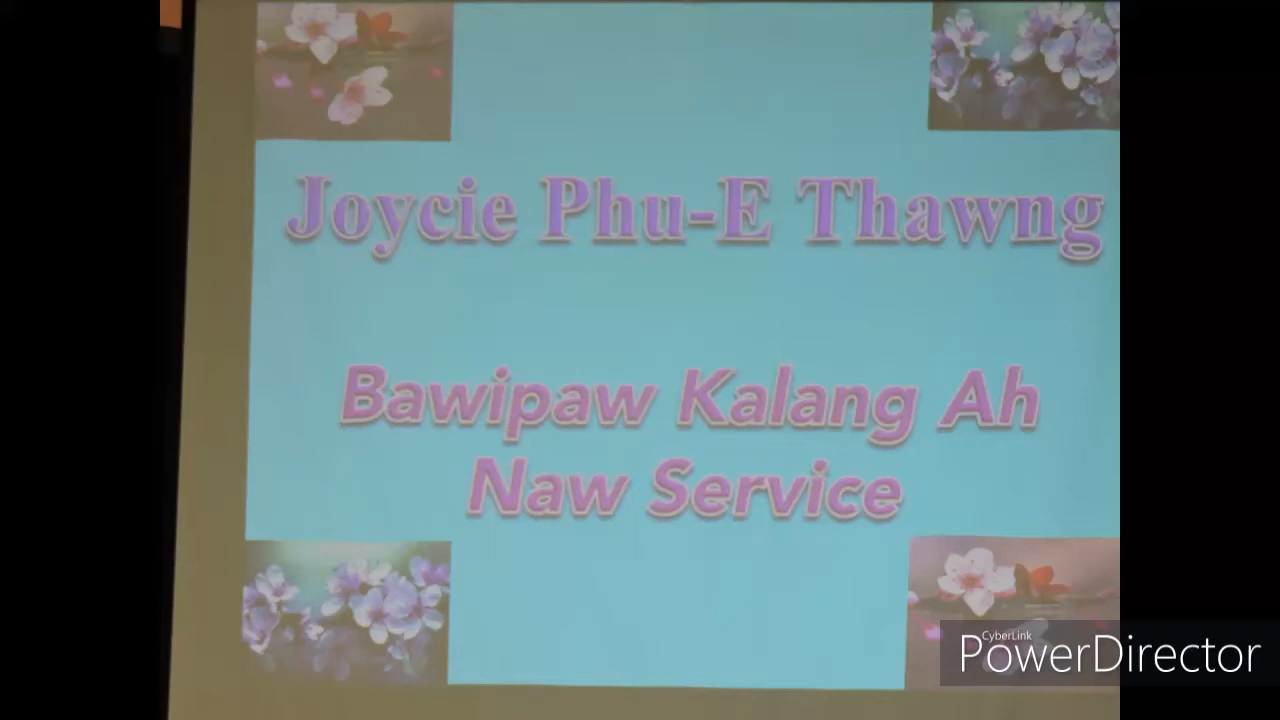 Joycie Phu-E Thawng
Bawipaw Kalang Ah
Naw Service
CyberLink
PowerDirector